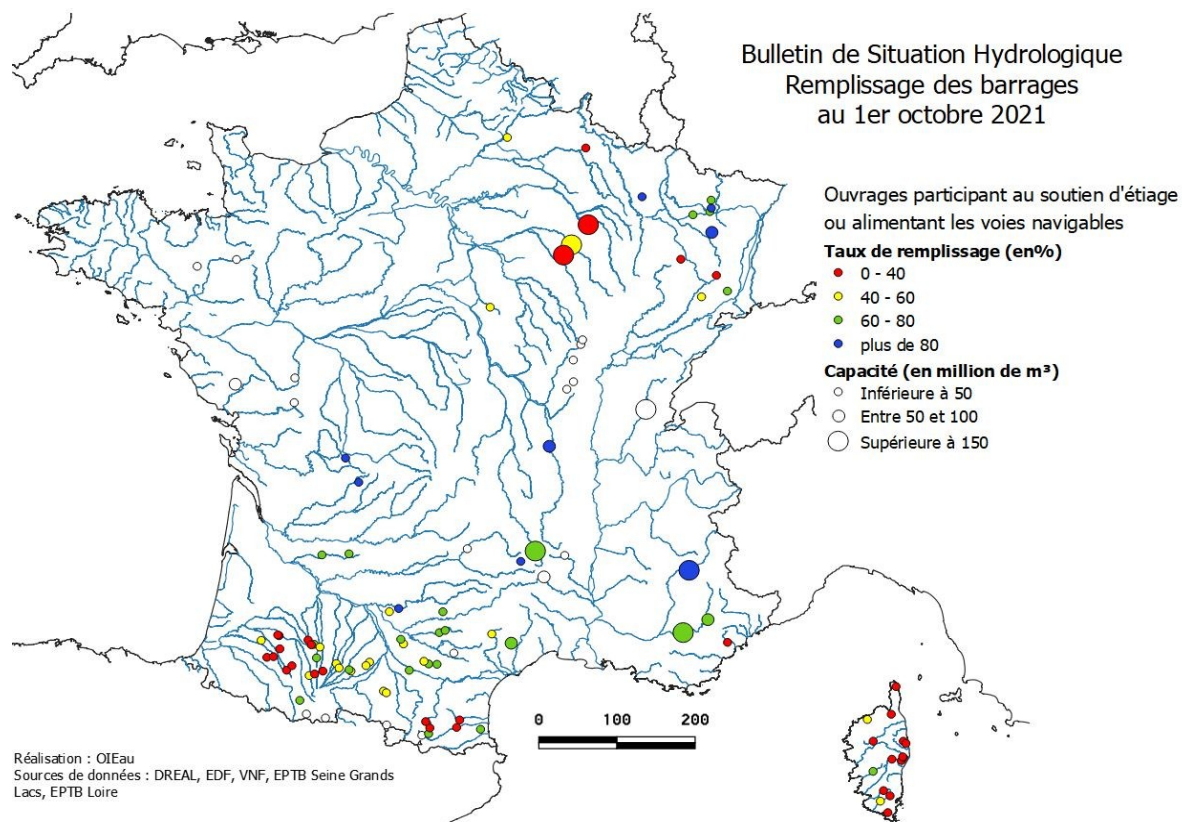 Bulletin de Situation Hydrologique
Remplissage des barrages
au 1er octobre 2021
Ouvrages participant au soutien d'étiage
ou alimentant les voies navigables
Taux de remplissage (en%)
0 - 40
40 - 60
60 - 80
plus de 80
Capacité (en million de m³)
Inférieure à 50
Entre 50 et 100
Supérieure à 150
0 100 200
Réalisation : OIEau
Sources de données : DREAL, EDF, VNF, EPTB Seine Grands
Lacs, EPTB Loire